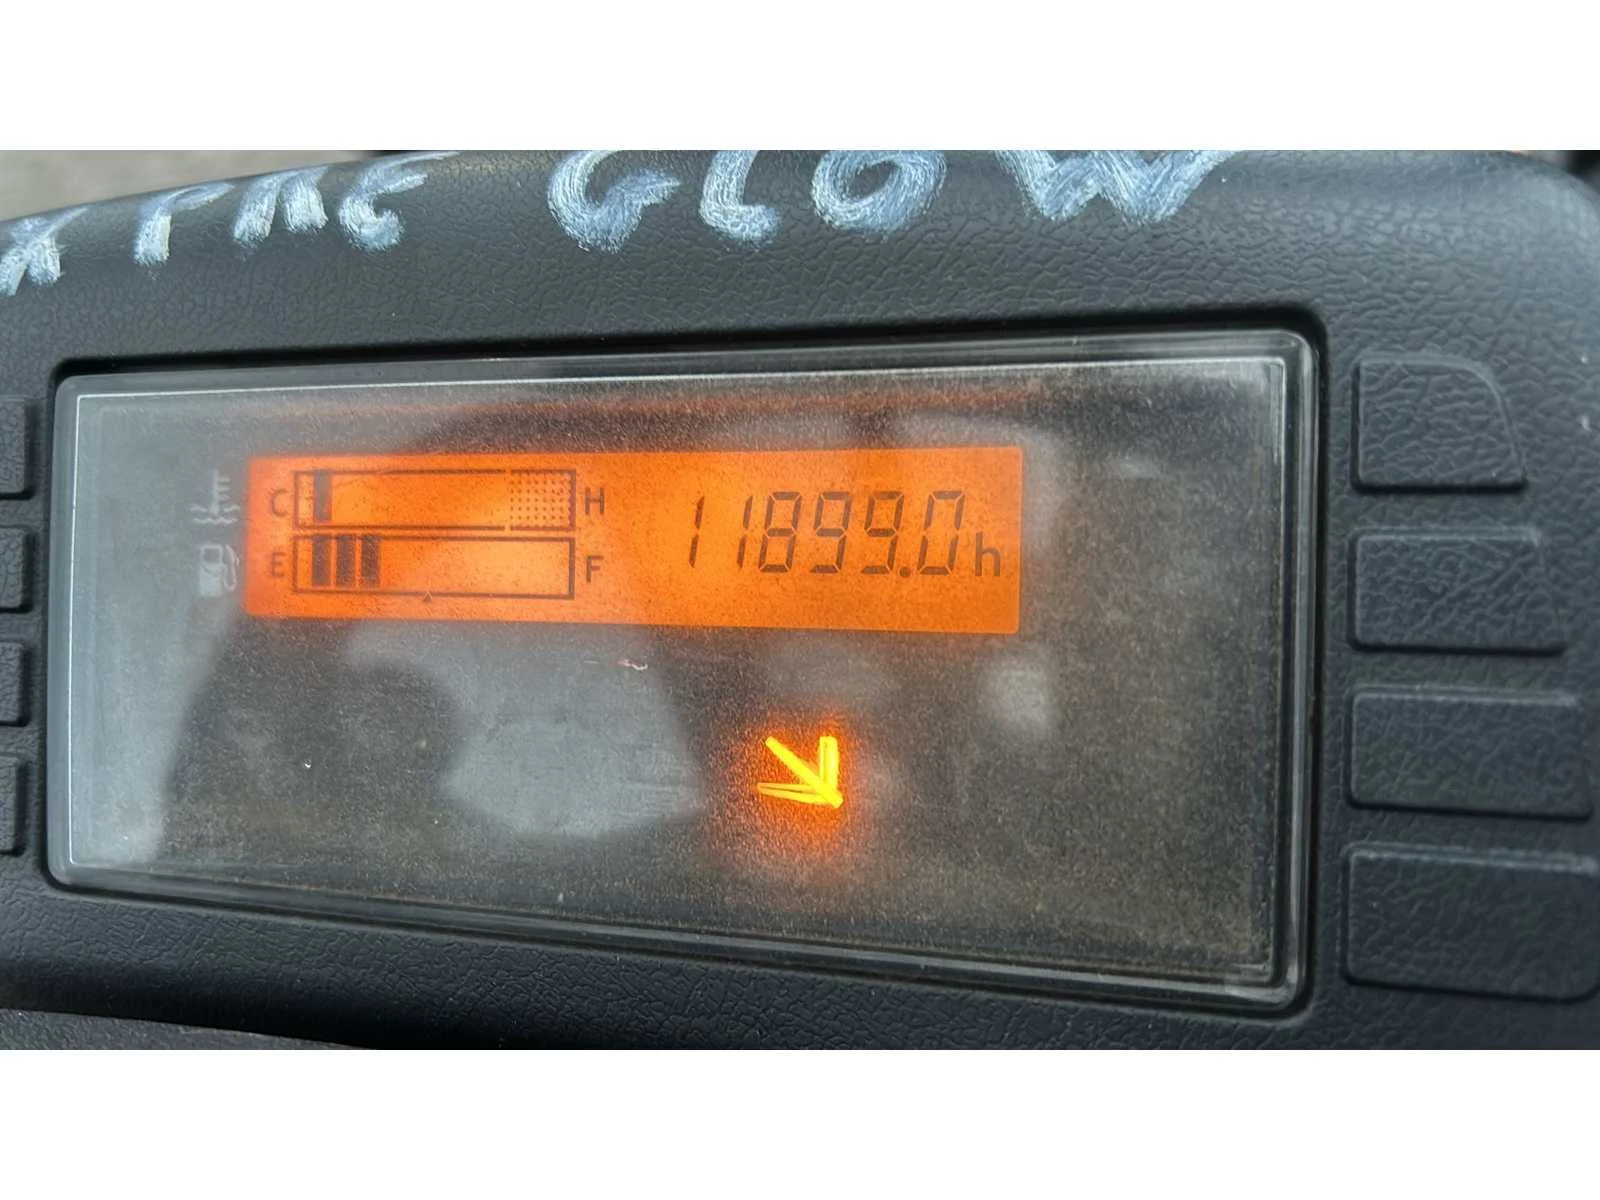 PRE GLOW
C H 11899.0h
E F